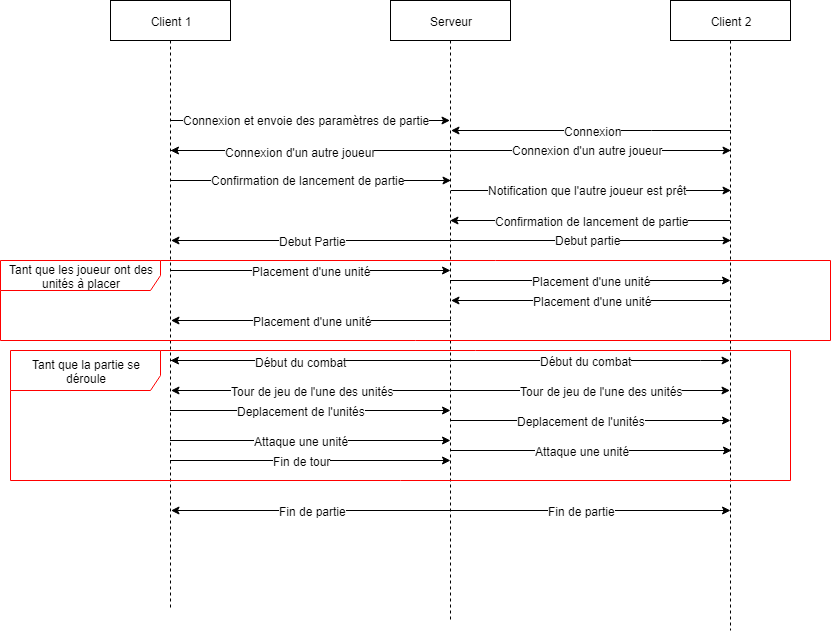 Client 1
Serveur
Client 2
Connexion et envoie des paramètres de partie
Connexion
Connexion d'un autre joueur
Connexion d'un autre joueur
Confirmation de lancement de partie
Notification que l'autre joueur est prêt
Confirmation de lancement de partie
Debut Partie
Debut partie
Tant que les joueur ont des
unités à placer
Placement d'une unité
Placement d'une unité
Placement d'une unité
Placement d'une unité
Tant que la partie se
déroule
Début du combat
Début du combat
Tour de jeu de l'une des unités
Tour de jeu de l'une des unités
Deplacement de l'unités
Deplacement de l'unités
Attaque une unité
Attaque une unité
Fin de tour
Fin de partie
Fin de partie